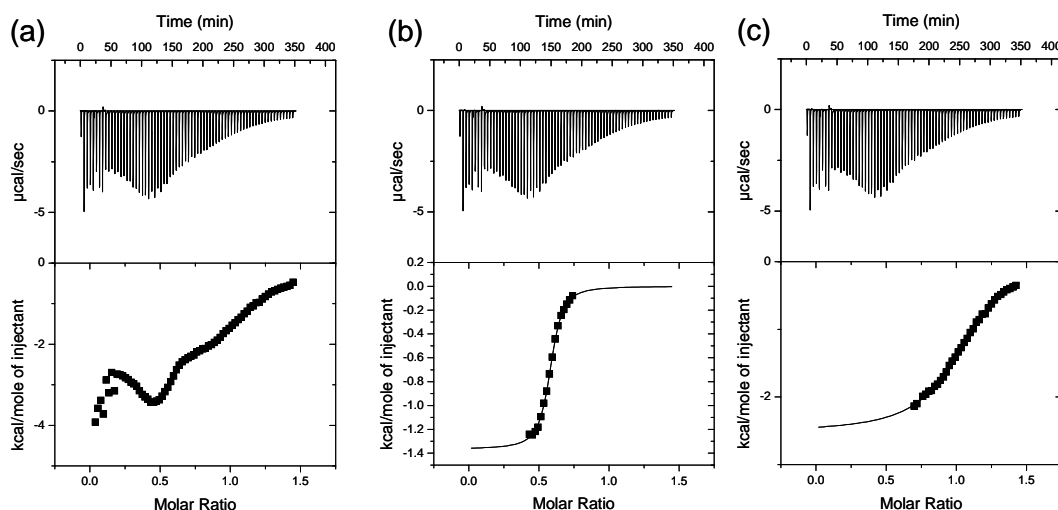 (a)
Time (min)
0 50 100 150 200 250 300 350 400
0
-5
µcal/sec
0
-2
-4
kcal/mole of injectant
0.0 0.5 1.0 1.5
Molar Ratio
(b)
Time (min)
0 50 100 150 200 250 300 350 400
0
-5
µcal/sec
0.2
0.0
-0.2
-0.4
-0.6
-0.8
-1.0
-1.2
-1.4
kcal/mole of injectant
0.0 0.5 1.0 1.5
Molar Ratio
(c)
Time (min)
0 50 100 150 200 250 300 350 400
0
-5
µcal/sec
0
-2
kcal/mole of injectant
0.0 0.5 1.0 1.5
Molar Ratio